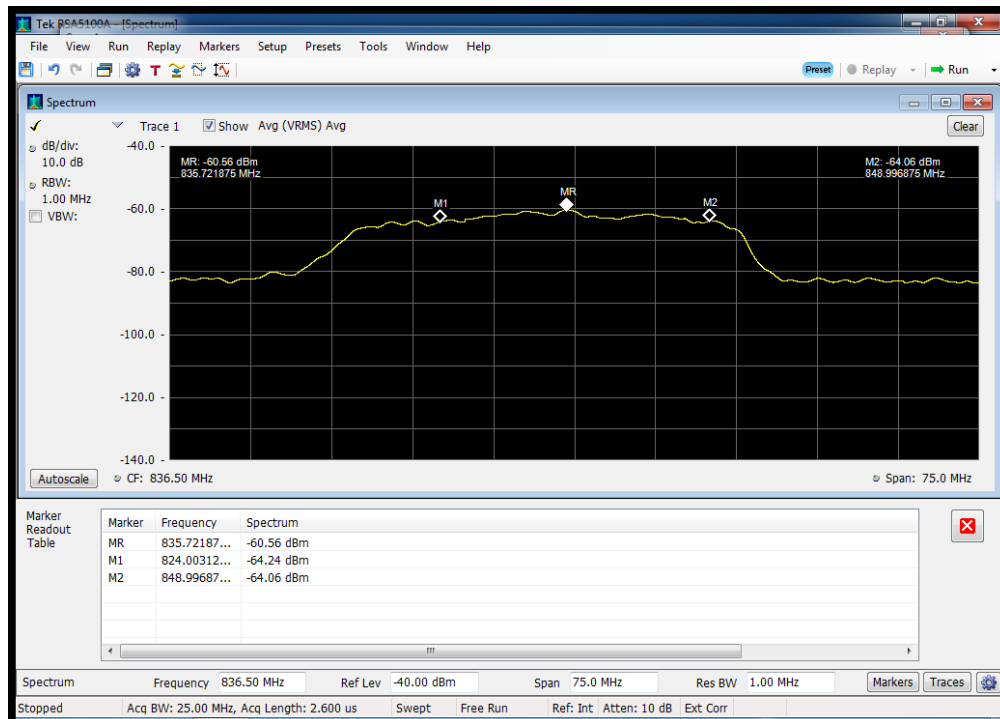 Tek RSA5100A - [Spectrum]
File View Run Replay Markers Setup Presets Tools Window Help
T Preset Replay Run
Spectrum
Trace 1 Show Avg (VRMS) Avg Clear
dB/div:
10.0 dB
RBW:
1.00 MHz
VBW:
-40.0 -
-60.0 -
-80.0 -
-100.0 -
-120.0 -
-140.0 -
MR: -60.56 dBm
835.721875 MHz
M2: -64.06 dBm
848.996875 MHz
M1
MR
M2
Autoscale CF: 836.50 MHz Span: 75.0 MHz
Marker
Readout
Table
Marker Frequency Spectrum
MR 835.72187... -60.56 dBm
M1 824.00312... -64.24 dBm
M2 848.99687... -64.06 dBm
Spectrum Frequency 836.50 MHz Ref Lev -40.00 dBm Span 75.0 MHz Res BW 1.00 MHz Markers Traces
Stopped Acq BW: 25.00 MHz, Acq Length: 2.600 us Swept Free Run Ref: Int Atten: 10 dB Ext Corr